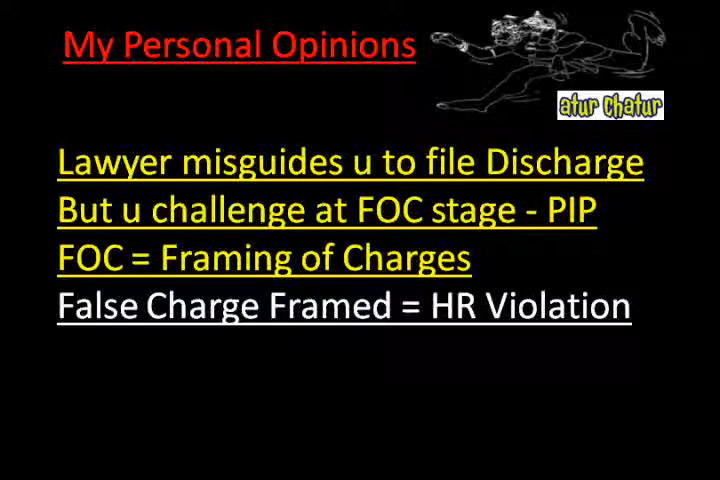 My Personal Opinions
atur chatur
Lawyer misguides u to file Discharge
But u challenge at FOC stage - PIP
FOC = Framing of Charges
False Charge Framed = HR Violation